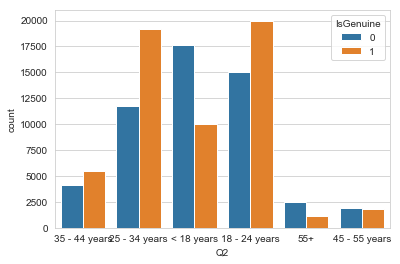 IsGenuine
0
1
20000
17500
15000
12500
10000
7500
5000
2500
0
count
35 - 44 years 25 - 34 years < 18 years 18 - 24 years 55+ 45 - 55 years
Q2